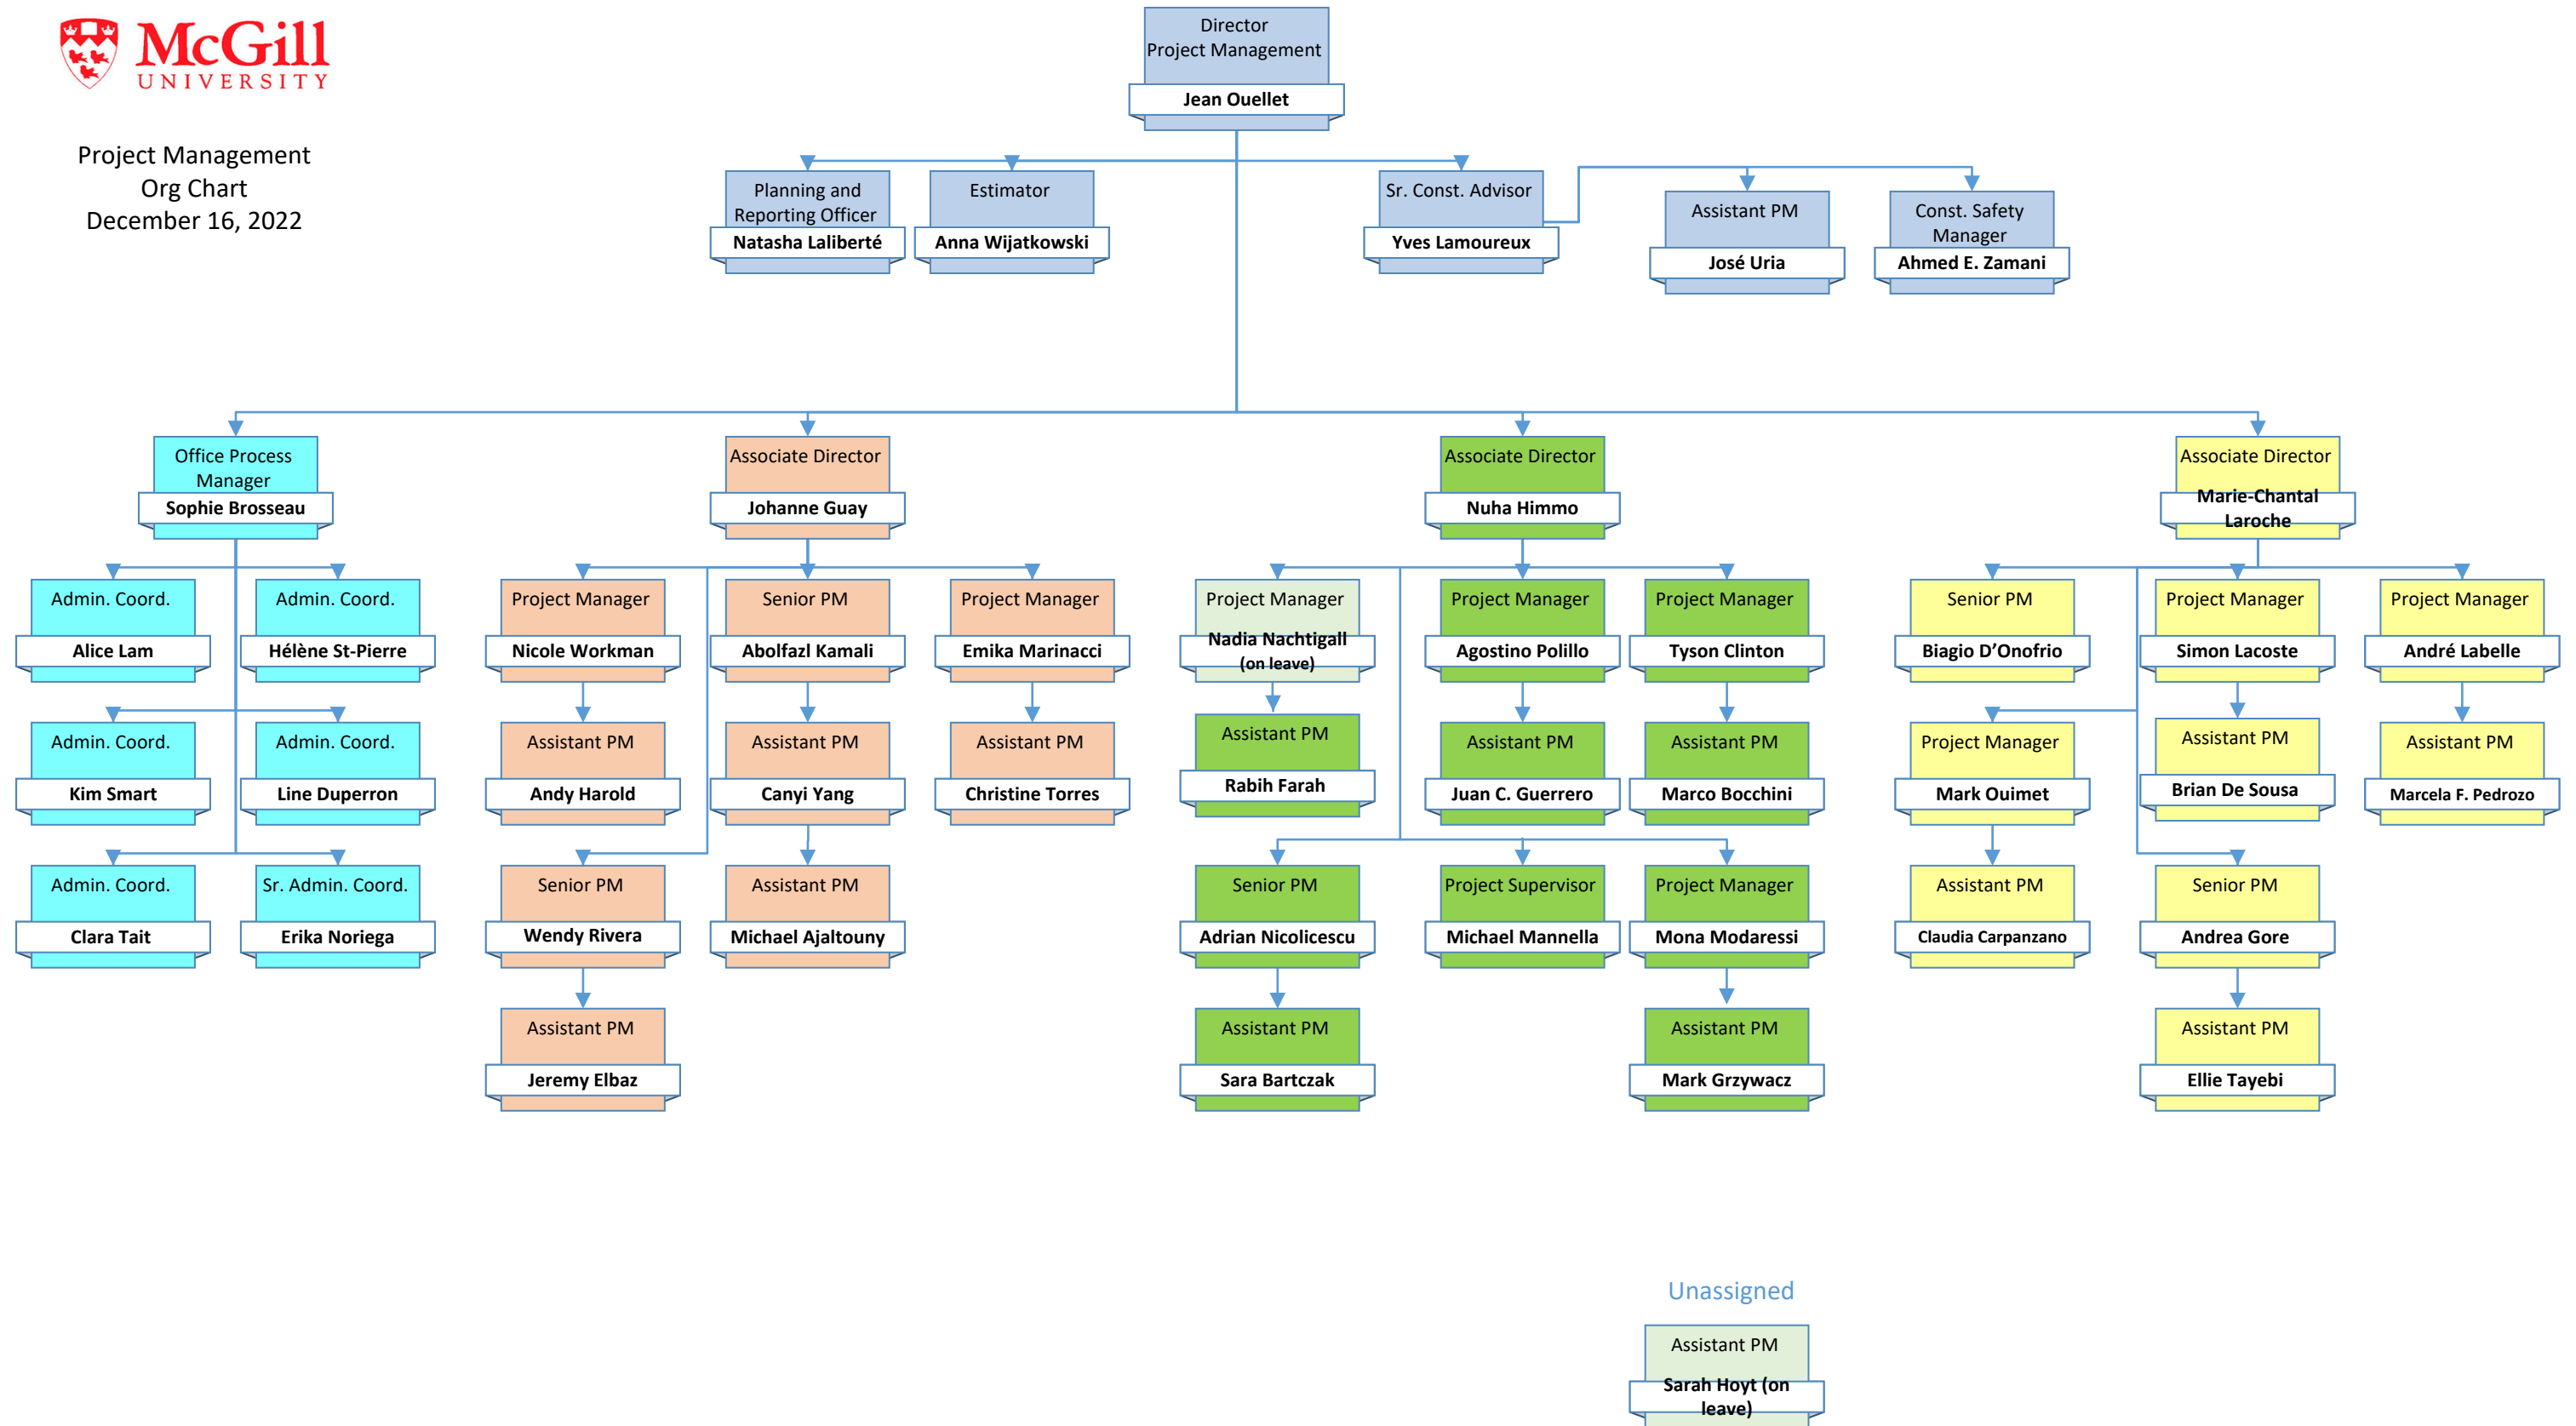 McGill
UNIVERSITY
Project Management
Org Chart
December 16, 2022
Director
Project Management
Jean Ouellet
Planning and
Reporting Officer
Natasha Laliberté
Estimator
Anna Wijatkowski
Sr. Const. Advisor
Yves Lamoureux
Assistant PM
José Uria
Const. Safety
Manager
Ahmed E. Zamani
Office Process
Manager
Sophie Brosseau
Associate Director
Johanne Guay
Associate Director
Nuha Himmo
Associate Director
Marie-Chantal
Laroche
Admin. Coord.
Alice Lam
Admin. Coord.
Hélène St-Pierre
Project Manager
Nicole Workman
Senior PM
Abolfazl Kamali
Project Manager
Emika Marinacci
Project Manager
Nadia Nachtigall
(on leave)
Project Manager
Agostino Polillo
Project Manager
Tyson Clinton
Senior PM
Biagio D’Onofrio
Project Manager
Simon Lacoste
Project Manager
André Labelle
Admin. Coord.
Kim Smart
Admin. Coord.
Line Duperron
Assistant PM
Andy Harold
Assistant PM
Canyi Yang
Assistant PM
Christine Torres
Assistant PM
Rabih Farah
Assistant PM
Juan C. Guerrero
Assistant PM
Marco Bocchini
Project Manager
Mark Ouimet
Assistant PM
Brian De Sousa
Assistant PM
Marcela F. Pedrozo
Admin. Coord.
Clara Tait
Sr. Admin. Coord.
Erika Noriega
Senior PM
Wendy Rivera
Assistant PM
Michael Ajaltouny
Senior PM
Adrian Nicolicescu
Project Supervisor
Michael Mannella
Project Manager
Mona Modaressi
Assistant PM
Claudia Carpanzano
Senior PM
Andrea Gore
Assistant PM
Jeremy Elbaz
Assistant PM
Sara Bartczak
Assistant PM
Mark Grzywacz
Assistant PM
Ellie Tayebi
Unassigned
Assistant PM
Sarah Hoyt (on
leave)